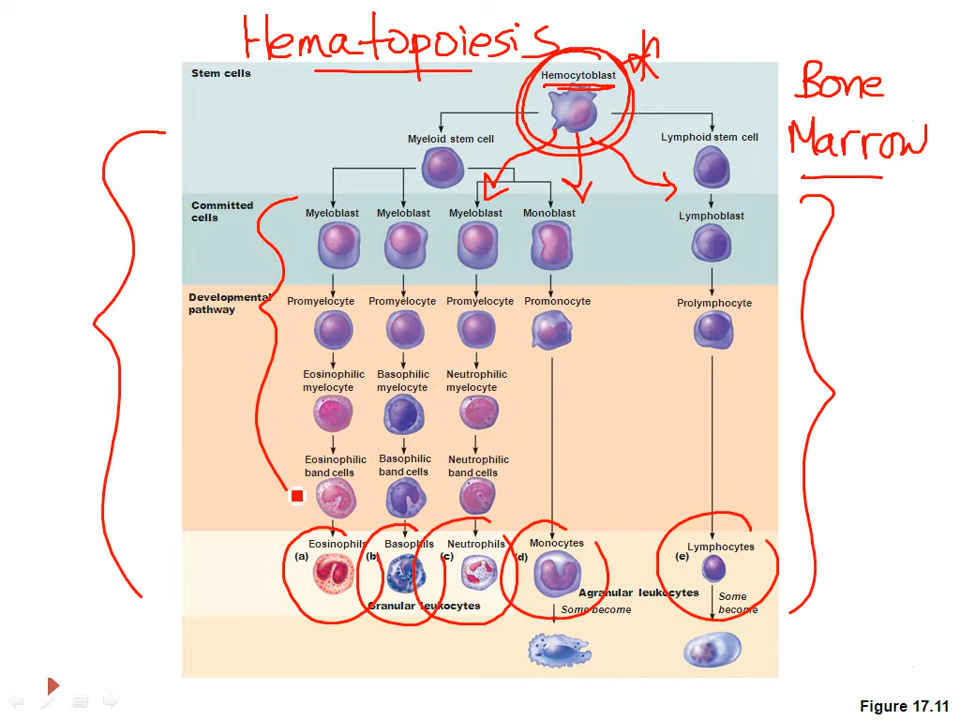 Hematopoiesis
Stem cells
Hemocytoblast
Bone
Marrow
Myeloid stem cell
Lymphoid stem cell
Committed
cells
Myeloblast Myeloblast Myeloblast Monoblast Lymphoblast
Developmental
pathway
Promyelocyte Promyelocyte Promyelocyte Promonocyte Prolymphocyte
Eosinophilic
myelocyte
Basophilic
myelocyte
Neutrophilic
myelocyte
Eosinophilic
band cells
Basophilic
band cells
Neutrophilic
band cells
(a) Eosinophils
(b) Basophils
(c) Neutrophils
(d) Monocytes
(e) Lymphocytes
Granular leukocytes
Agranular leukocytes
Some become
Some
become
Figure 17.11